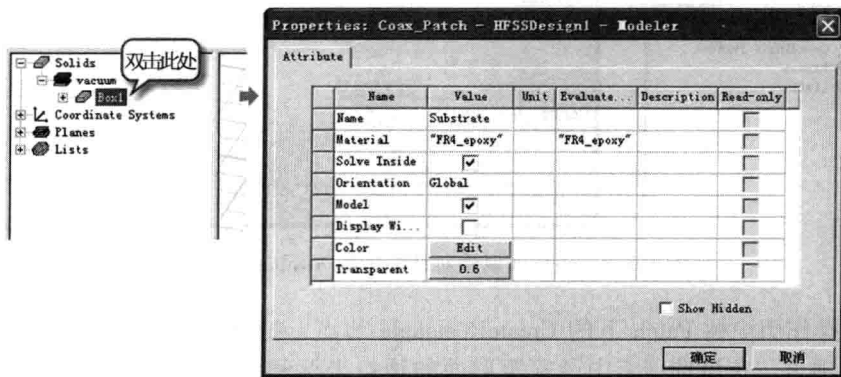 Solids
vacuum
Box1
Coordinate Systems
Planes
Lists
双击此处
Properties: Coax_Patch - HFSSDesign1 - Modeler
Attribute
Name Value Unit Evaluate... Description Read-only
Name Substrate
Material "FR4_epoxy" "FR4_epoxy"
Solve Inside
Orientation Global
Model
Display Wi...
Color Edit
Transparent 0.6
Show Hidden
确定 取消